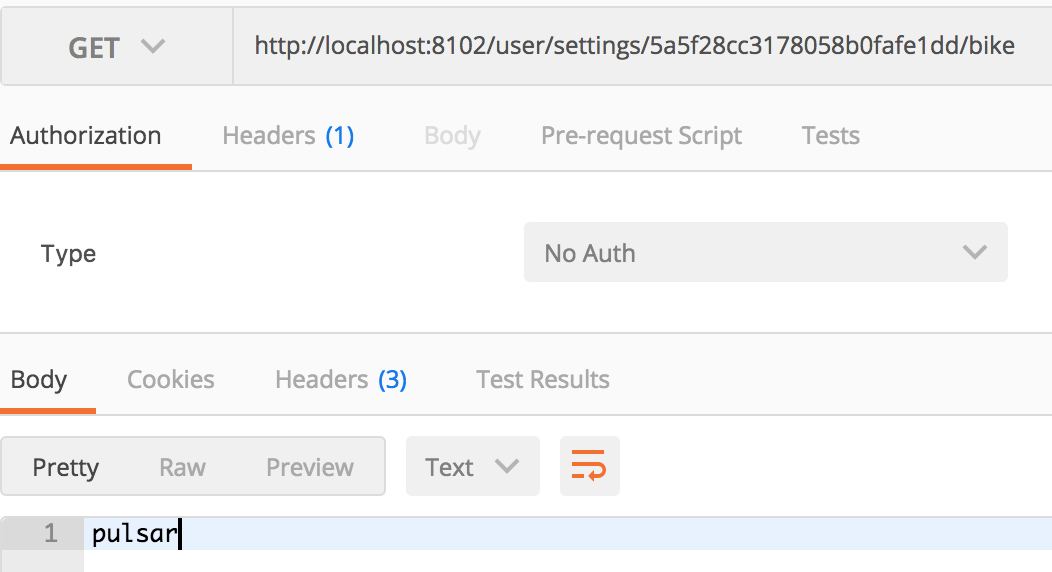 GET http://localhost:8102/user/settings/5a5f28cc3178058b0fafe1dd/bike
Authorization Headers (1) Body Pre-request Script Tests
Type No Auth
Body Cookies Headers (3) Test Results
Pretty Raw Preview Text
1 pulsar